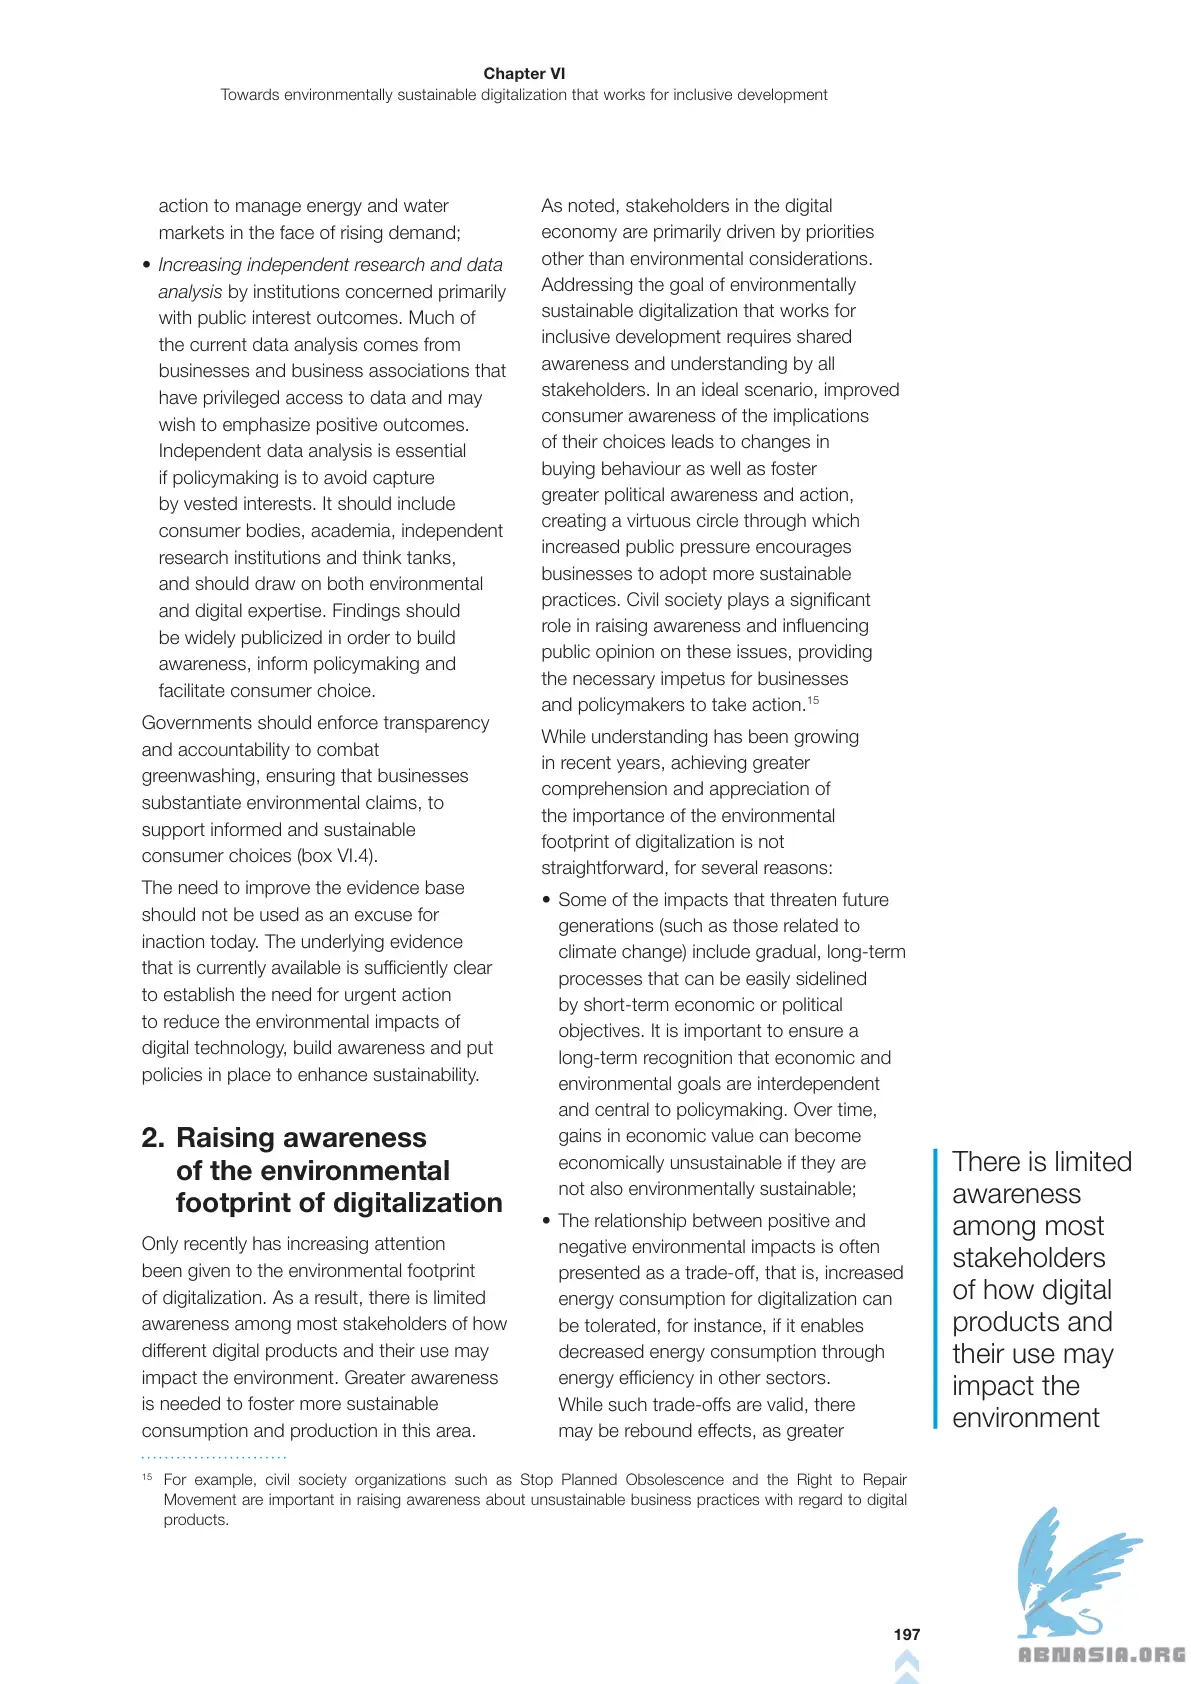 Chapter VI
Towards environmentally sustainable digitalization that works for inclusive development
action to manage energy and water
markets in the face of rising demand;
• Increasing independent research and data
analysis by institutions concerned primarily
with public interest outcomes. Much of
the current data analysis comes from
businesses and business associations that
have privileged access to data and may
wish to emphasize positive outcomes.
Independent data analysis is essential
if policymaking is to avoid capture
by vested interests. It should include
consumer bodies, academia, independent
research institutions and think tanks,
and should draw on both environmental
and digital expertise. Findings should
be widely publicized in order to build
awareness, inform policymaking and
facilitate consumer choice.
Governments should enforce transparency
and accountability to combat
greenwashing, ensuring that businesses
substantiate environmental claims, to
support informed and sustainable
consumer choices (box VI.4).
The need to improve the evidence base
should not be used as an excuse for
inaction today. The underlying evidence
that is currently available is sufficiently clear
to establish the need for urgent action
to reduce the environmental impacts of
digital technology, build awareness and put
policies in place to enhance sustainability.
2. Raising awareness
of the environmental
footprint of digitalization
Only recently has increasing attention
been given to the environmental footprint
of digitalization. As a result, there is limited
awareness among most stakeholders of how
different digital products and their use may
impact the environment. Greater awareness
is needed to foster more sustainable
consumption and production in this area.
As noted, stakeholders in the digital
economy are primarily driven by priorities
other than environmental considerations.
Addressing the goal of environmentally
sustainable digitalization that works for
inclusive development requires shared
awareness and understanding by all
stakeholders. In an ideal scenario, improved
consumer awareness of the implications
of their choices leads to changes in
buying behaviour as well as foster
greater political awareness and action,
creating a virtuous circle through which
increased public pressure encourages
businesses to adopt more sustainable
practices. Civil society plays a significant
role in raising awareness and influencing
public opinion on these issues, providing
the necessary impetus for businesses
and policymakers to take action.15
While understanding has been growing
in recent years, achieving greater
comprehension and appreciation of
the importance of the environmental
footprint of digitalization is not
straightforward, for several reasons:
• Some of the impacts that threaten future
generations (such as those related to
climate change) include gradual, long-term
processes that can be easily sidelined
by short-term economic or political
objectives. It is important to ensure a
long-term recognition that economic and
environmental goals are interdependent
and central to policymaking. Over time,
gains in economic value can become
economically unsustainable if they are
not also environmentally sustainable;
• The relationship between positive and
negative environmental impacts is often
presented as a trade-off, that is, increased
energy consumption for digitalization can
be tolerated, for instance, if it enables
decreased energy consumption through
energy efficiency in other sectors.
While such trade-offs are valid, there
may be rebound effects, as greater
There is limited
awareness
among most
stakeholders
of how digital
products and
their use may
impact the
environment
15 For example, civil society organizations such as Stop Planned Obsolescence and the Right to Repair
Movement are important in raising awareness about unsustainable business practices with regard to digital
products.
197
ABNASIA.ORG